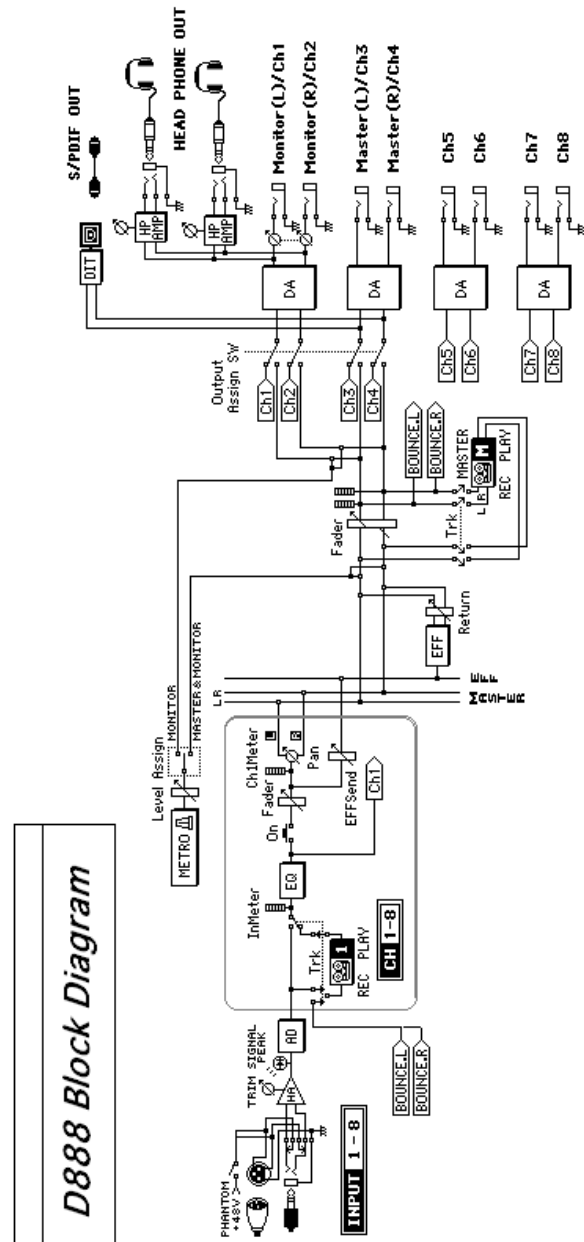 D888 Block Diagram
PHANTOM
+48V
TRIM SIGNAL
PEAK
HA
AD
INPUT 1 - 8
BOUNCE.L
BOUNCE.R
InMeter
Trk
1
REC PLAY
EQ
On
Fader
Ch1Meter
L
R
Pan
EFFSend
Ch1
CH 1-8
METRO
Level Assign
MONITOR
MASTER&MONITOR
L R
EFF
MASTER
EFF
Return
Fader
Trk
L R
MASTER
M
REC PLAY
BOUNCE.L
BOUNCE.R
Output
Assign SW
Ch1
Ch2
Ch3
Ch4
Ch5
Ch6
Ch7
Ch8
DIT
S/PDIF OUT
HP
AMP
HP
AMP
HEAD PHONE OUT
DA
Monitor(L)/Ch1
Monitor(R)/Ch2
DA
Master(L)/Ch3
Master(R)/Ch4
DA
Ch5
Ch6
DA
Ch7
Ch8